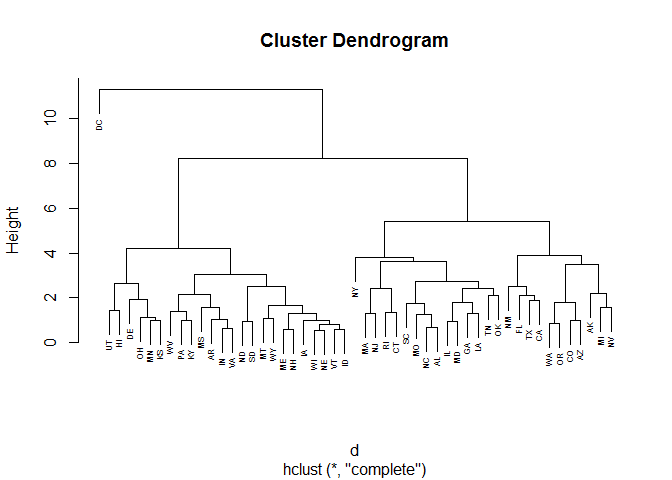 Cluster Dendrogram
Height
0
2
4
6
8
10
DC
UT
HI
DE
OH
MN
KS
WV
PA
KY
MS
AR
IN
VA
ND
SD
MT
WY
ME
NH
IA
WI
NE
VT
ID
NY
MA
NJ
RI
CT
SC
MO
NC
AL
IL
MD
GA
LA
TN
OK
NM
FL
TX
CA
WA
OR
CO
AZ
AK
MI
NV
d
hclust (*, "complete")